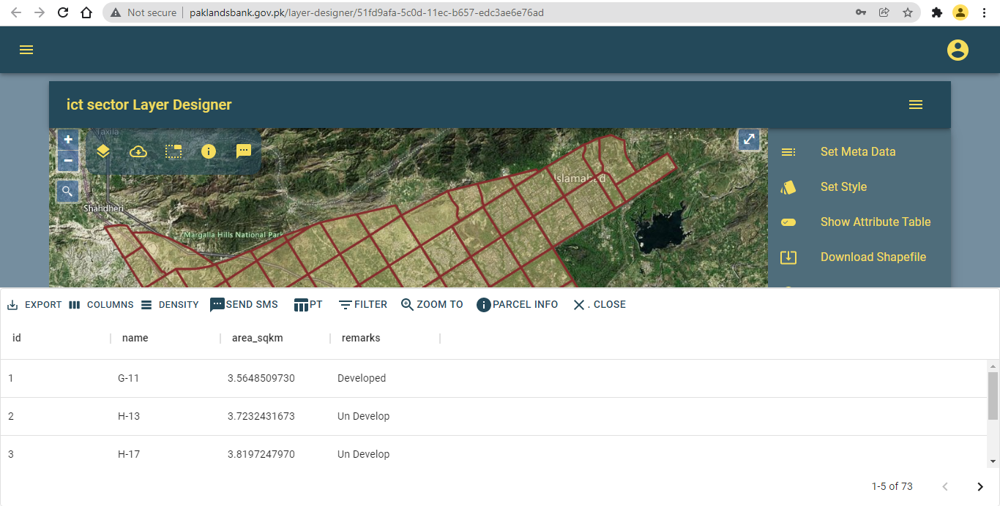 Not secure
paklandsbank.gov.pk/layer-designer/51fd9afa-5c0d-11ec-b657-edc3ae6e76ad
ict sector Layer Designer
Taxila
+
−
Islamabad
Shahdheri
Margalla Hills National Park
Set Meta Data
Set Style
Show Attribute Table
Download Shapefile
EXPORT COLUMNS DENSITY SEND SMS PT FILTER ZOOM TO PARCEL INFO . CLOSE
id name area_sqkm remarks
1 G-11 3.5648509730 Developed
2 H-13 3.7232431673 Un Develop
3 H-17 3.8197247970 Un Develop
1-5 of 73